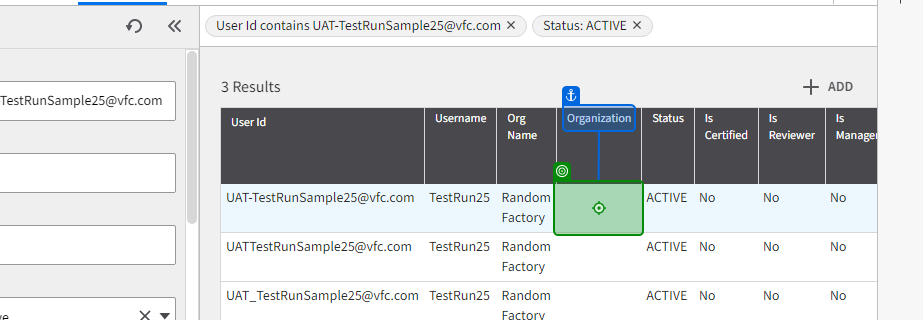 User Id contains UAT-TestRunSample25@vfc.com ✕ Status: ACTIVE ✕
TestRunSample25@vfc.com
3 Results
ADD
User Id Username Org Name Organization Status Is Certified Is Reviewer Is Manager
UAT-TestRunSample25@vfc.com TestRun25 Random Factory ACTIVE No No No
UATTestRunSample25@vfc.com TestRun25 Random Factory ACTIVE No No No
UAT_TestRunSample25@vfc.com TestRun25 Random Factory ACTIVE No No No